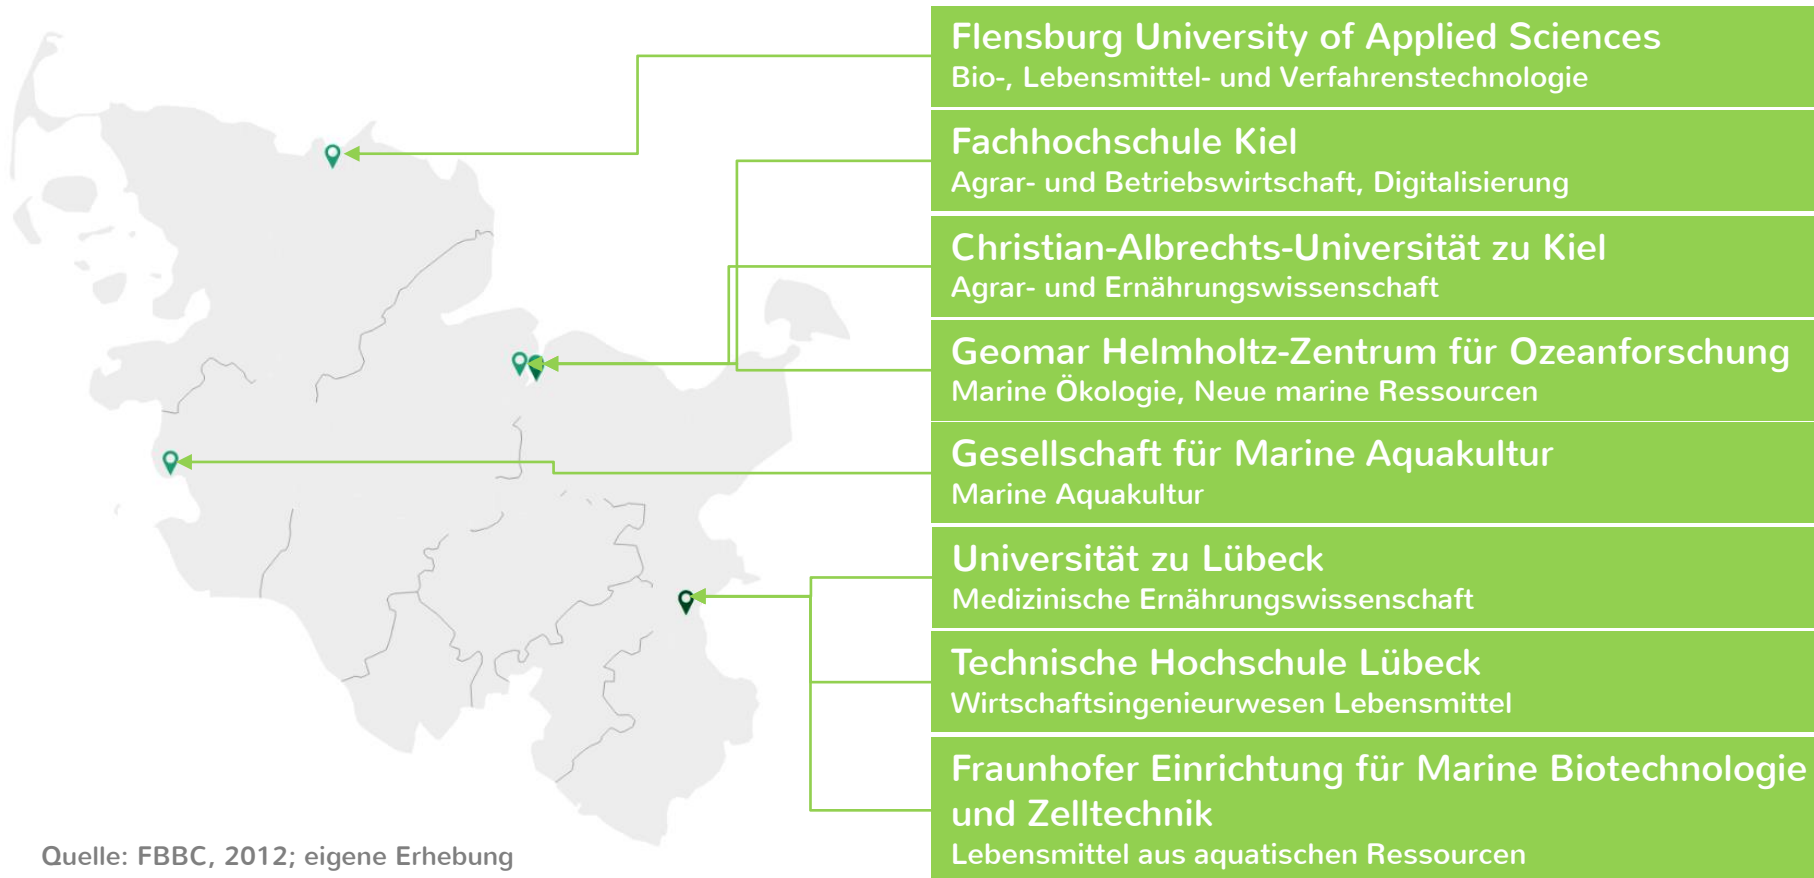 Flensburg University of Applied Sciences
Bio-, Lebensmittel- und Verfahrenstechnologie
Fachhochschule Kiel
Agrar- und Betriebswirtschaft, Digitalisierung
Christian-Albrechts-Universität zu Kiel
Agrar- und Ernährungswissenschaft
Geomar Helmholtz-Zentrum für Ozeanforschung
Marine Ökologie, Neue marine Ressourcen
Gesellschaft für Marine Aquakultur
Marine Aquakultur
Universität zu Lübeck
Medizinische Ernährungswissenschaft
Technische Hochschule Lübeck
Wirtschaftsingenieurwesen Lebensmittel
Fraunhofer Einrichtung für Marine Biotechnologie
und Zelltechnik
Lebensmittel aus aquatischen Ressourcen
Quelle: FBBC, 2012; eigene Erhebung